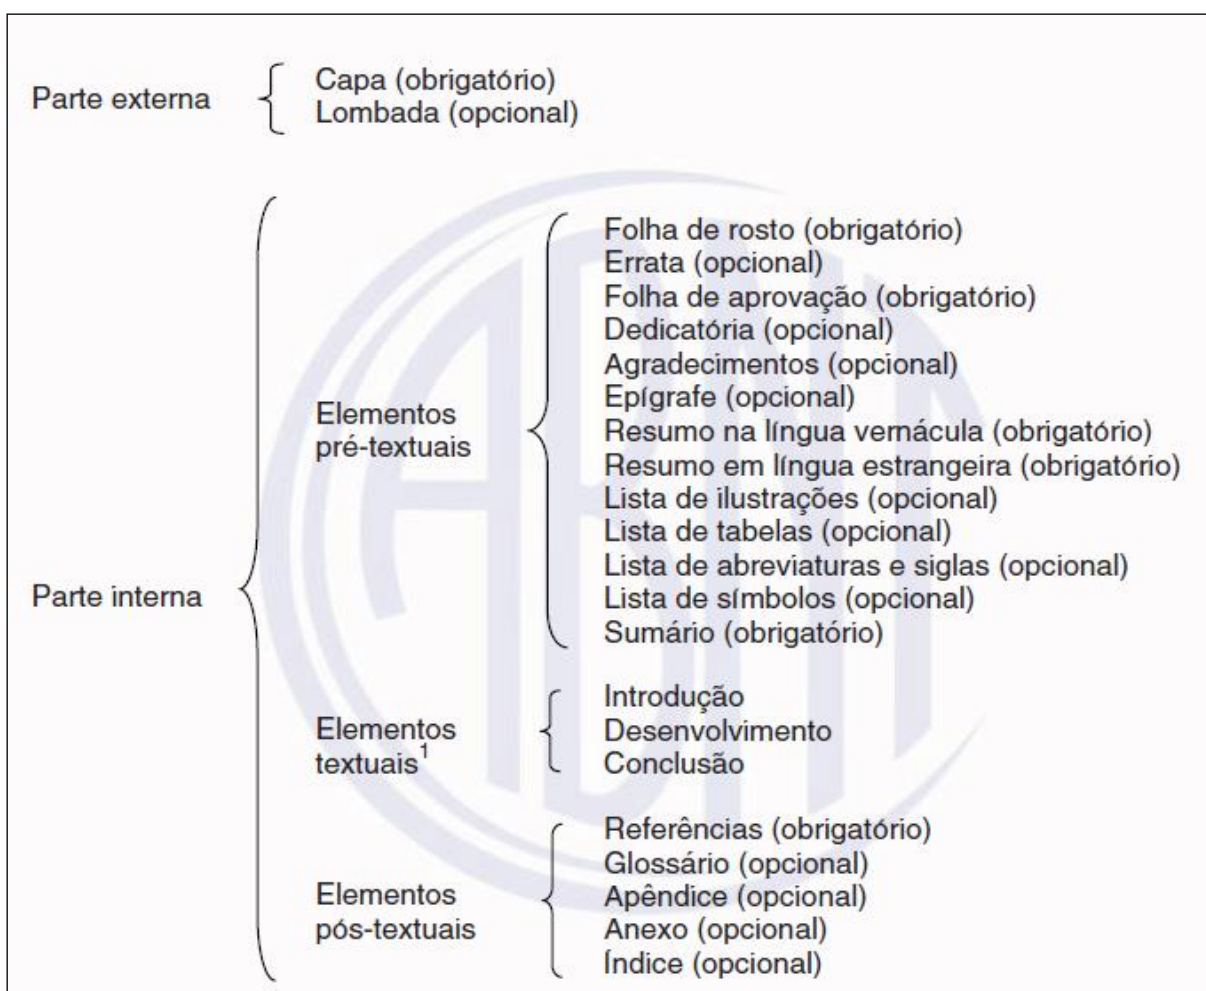 Parte externa
Capa (obrigatório)
Lombada (opcional)
Parte interna
Elementos
pré-textuais
Folha de rosto (obrigatório)
Errata (opcional)
Folha de aprovação (obrigatório)
Dedicatória (opcional)
Agradecimentos (opcional)
Epígrafe (opcional)
Resumo na língua vernácula (obrigatório)
Resumo em língua estrangeira (obrigatório)
Lista de ilustrações (opcional)
Lista de tabelas (opcional)
Lista de abreviaturas e siglas (opcional)
Lista de símbolos (opcional)
Sumário (obrigatório)
Elementos
textuais¹
Introdução
Desenvolvimento
Conclusão
Elementos
pós-textuais
Referências (obrigatório)
Glossário (opcional)
Apêndice (opcional)
Anexo (opcional)
Índice (opcional)
ABNT